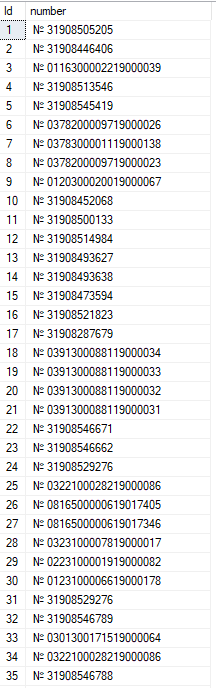 Id number
1 № 31908505205
2 № 31908446406
3 № 0116300002219000039
4 № 31908513546
5 № 31908545419
6 № 0378200009719000026
7 № 0378300001119000138
8 № 0378200009719000023
9 № 0120300020019000067
10 № 31908452068
11 № 31908500133
12 № 31908514984
13 № 31908493627
14 № 31908493638
15 № 31908473594
16 № 31908521823
17 № 31908287679
18 № 0391300088119000034
19 № 0391300088119000033
20 № 0391300088119000032
21 № 0391300088119000031
22 № 31908546671
23 № 31908546662
24 № 31908529276
25 № 0322100028219000086
26 № 0816500000619017405
27 № 0816500000619017346
28 № 0323100007819000017
29 № 0223100001919000082
30 № 0123100006619000178
31 № 31908529276
32 № 31908546789
33 № 0301300171519000064
34 № 0322100028219000086
35 № 31908546788